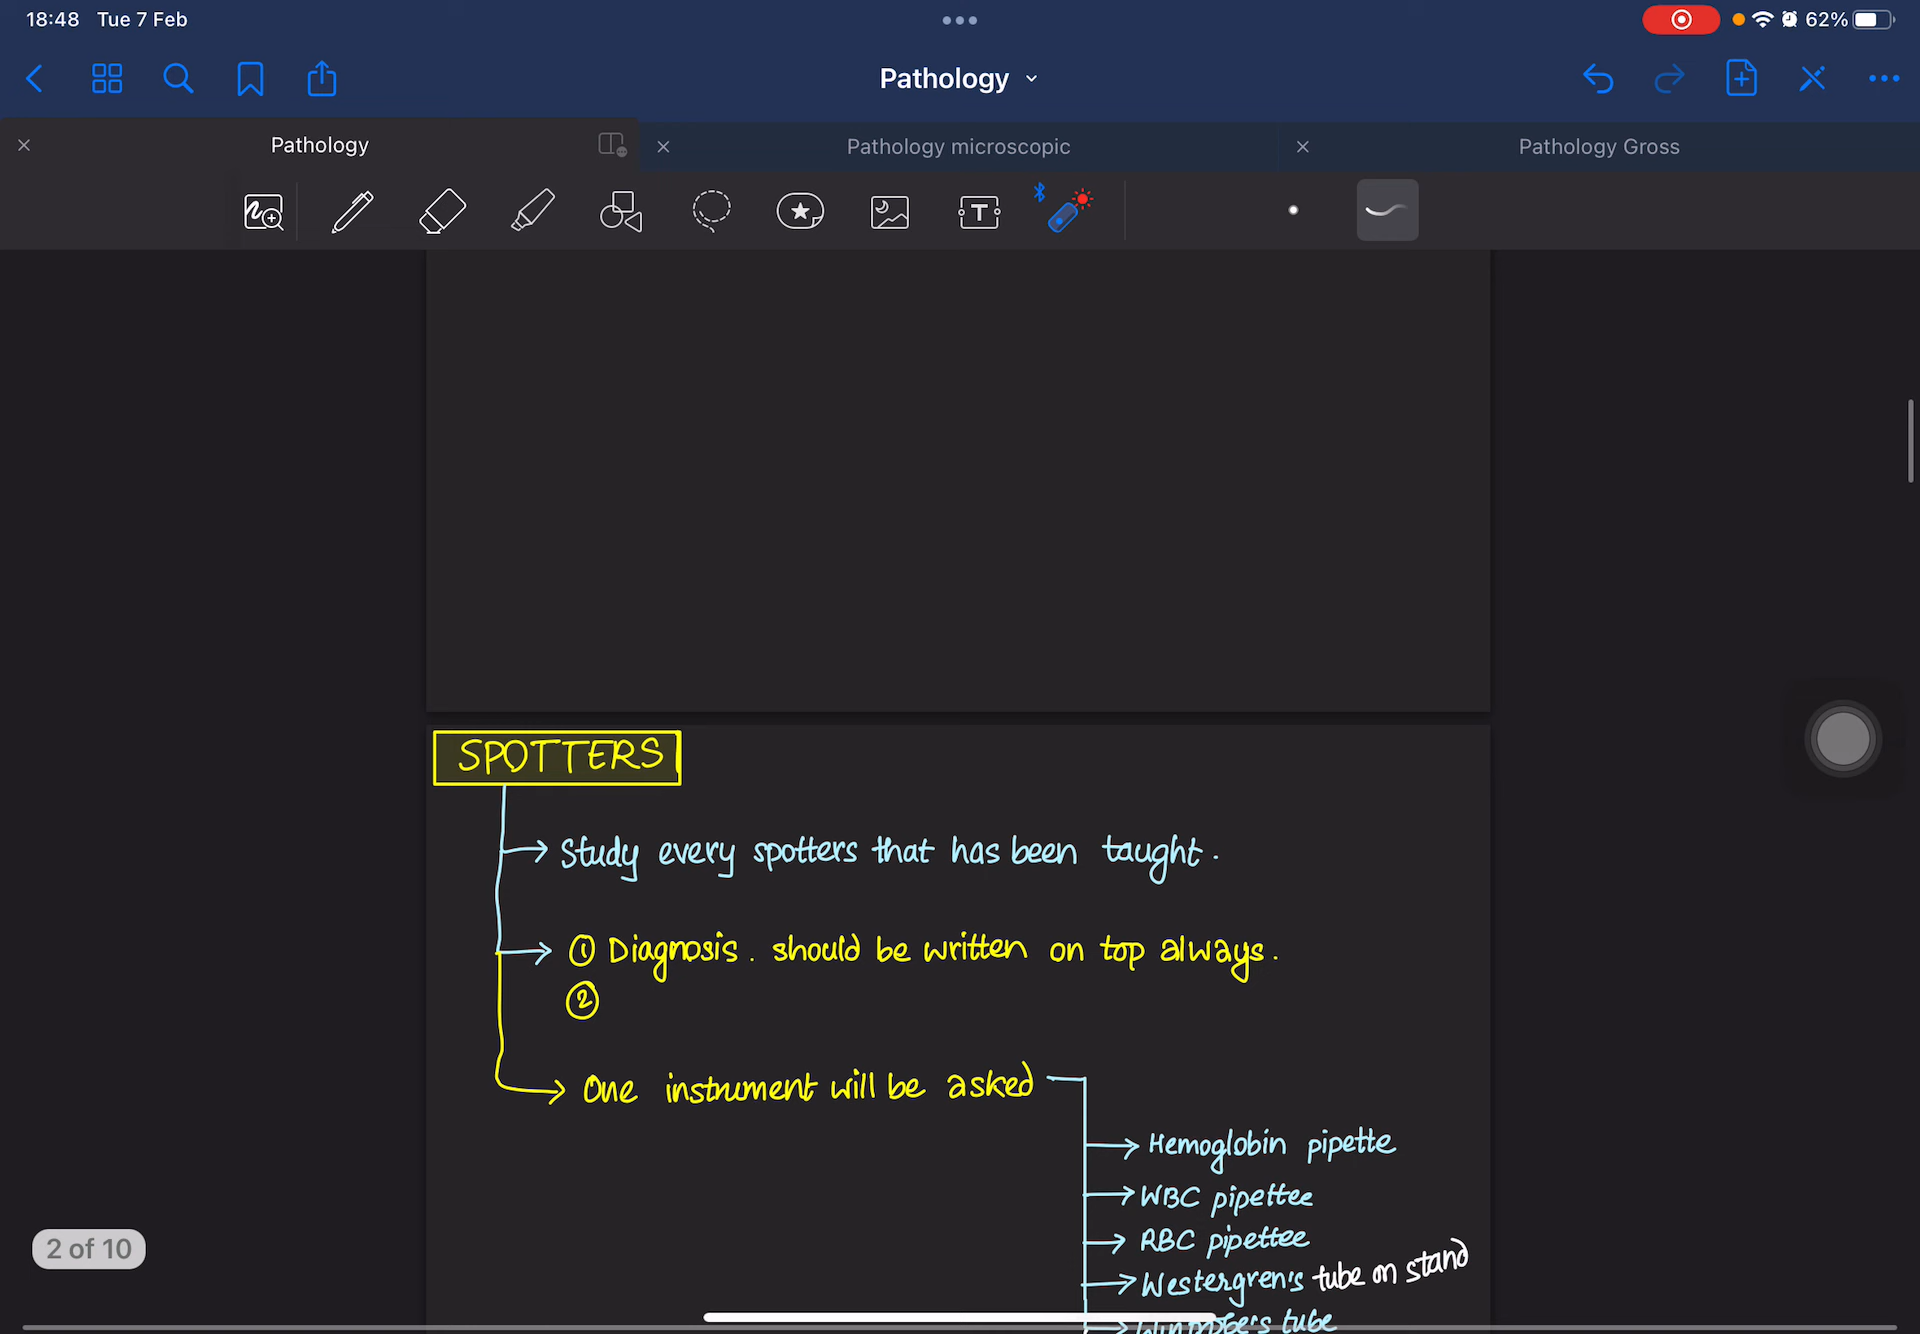 18:48 Tue 7 Feb
62%
Pathology
Pathology
Pathology microscopic
Pathology Gross
T
SPOTTERS
Study every spotters that has been taught.
① Diagnosis. should be written on top always.
②
One instrument will be asked
Hemoglobin pipette
WBC pipettee
RBC pipettee
Westergren's tube on stand
tube
2 of 10